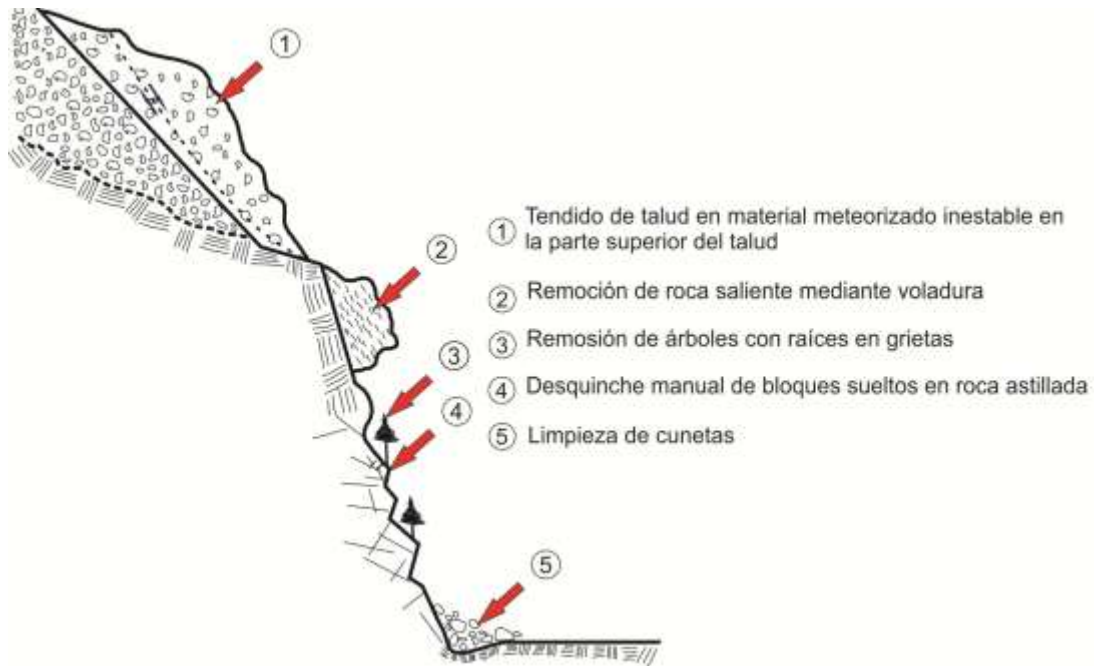 ①
②
③
④
⑤
① Tendido de talud en material meteorizado inestable en
la parte superior del talud
② Remoción de roca saliente mediante voladura
③ Remosión de árboles con raíces en grietas
④ Desquinche manual de bloques sueltos en roca astillada
⑤ Limpieza de cunetas